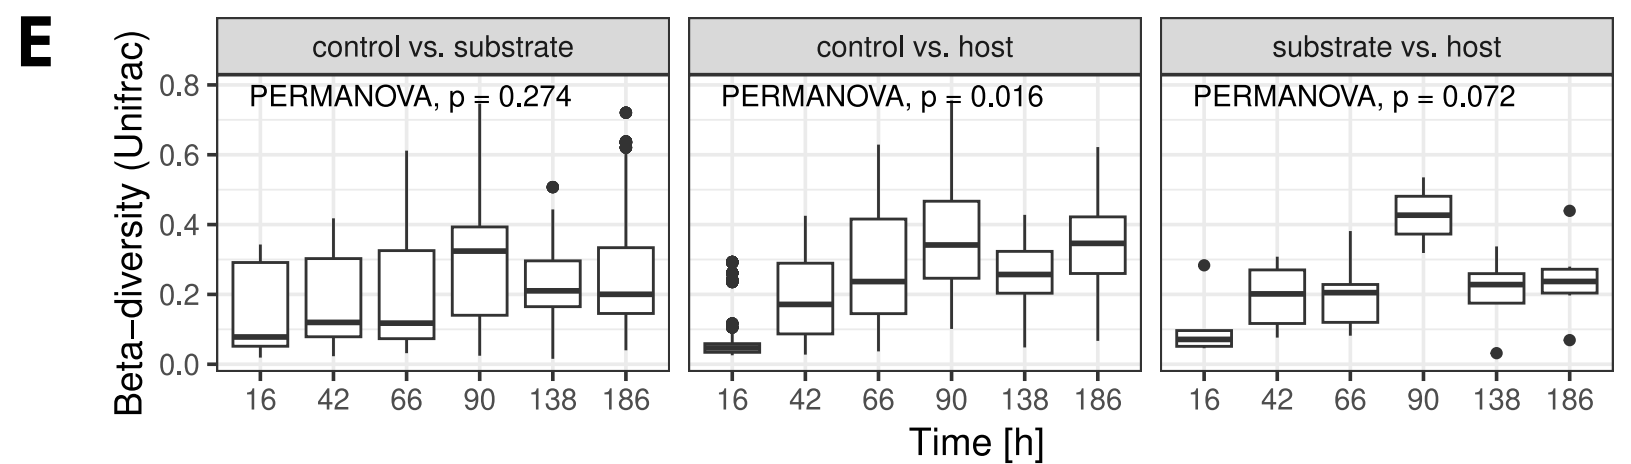 E
control vs. substrate
control vs. host
substrate vs. host
PERMANOVA, p = 0.274
PERMANOVA, p = 0.016
PERMANOVA, p = 0.072
Beta−diversity (Unifrac)
0.8
0.6
0.4
0.2
0.0
16 42 66 90 138 186
16 42 66 90 138 186
16 42 66 90 138 186
Time [h]